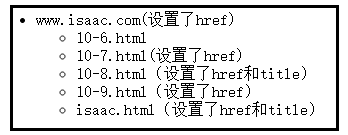 www.isaac.com(设置了href)
10-6.html
10-7.html(设置了href)
10-8.html (设置了href和title)
10-9.html (设置了href)
isaac.html (设置了href和title)